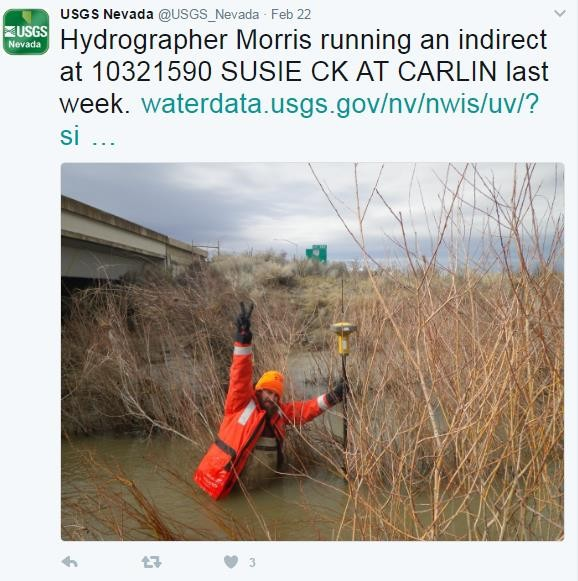 USGS
Nevada
USGS Nevada @USGS_Nevada · Feb 22
Hydrographer Morris running an indirect
at 10321590 SUSIE CK AT CARLIN last
week. waterdata.usgs.gov/nv/nwis/uv/?
si ...
3